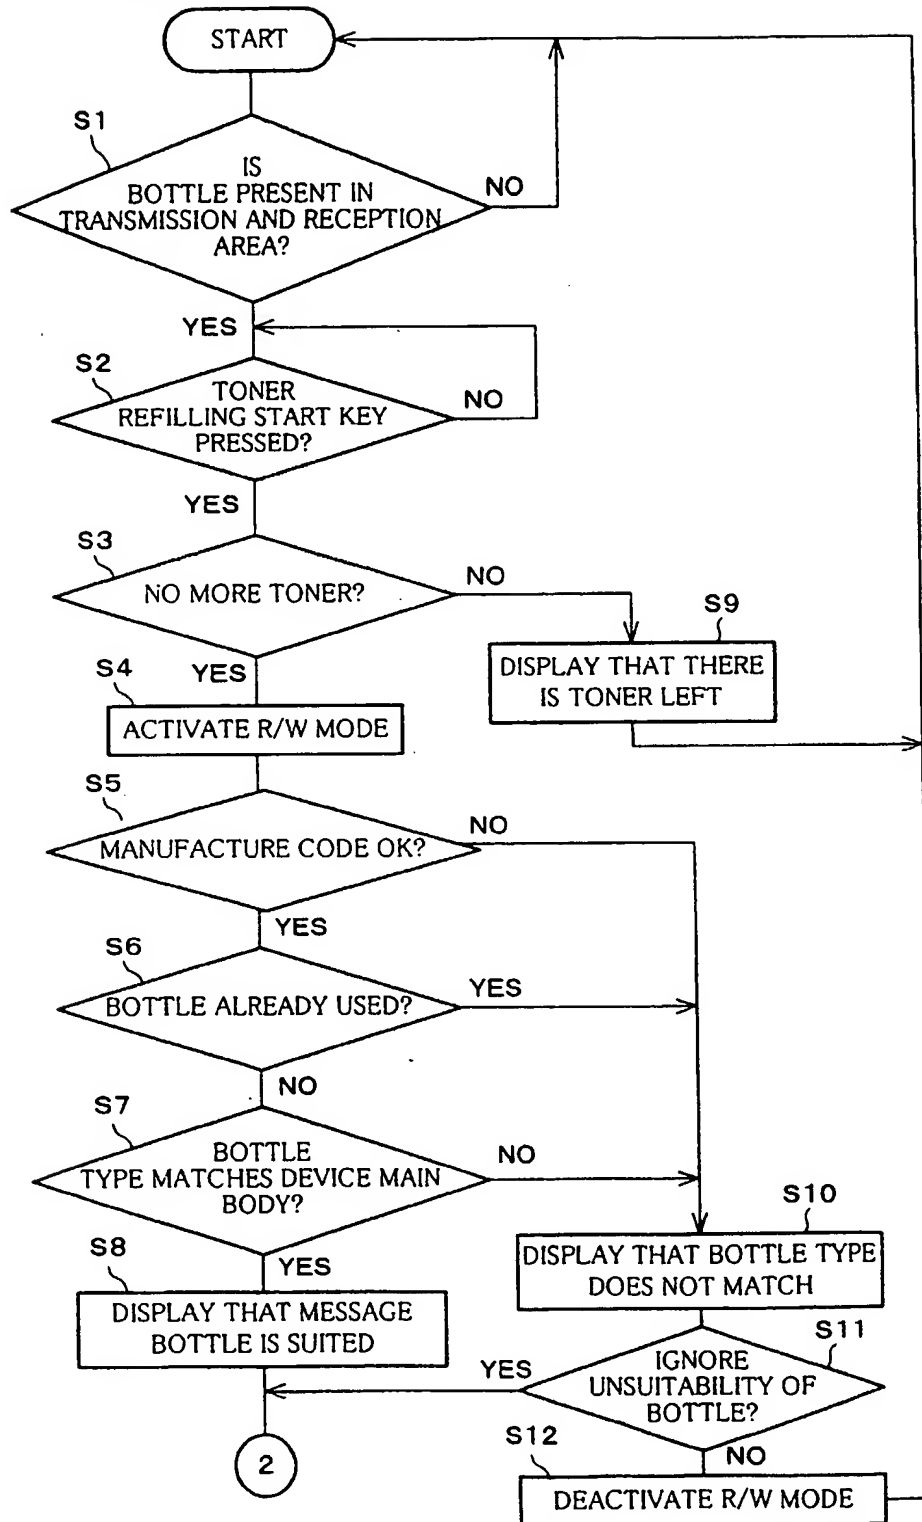 START
S1
IS
BOTTLE PRESENT IN
TRANSMISSION AND RECEPTION
AREA?
NO
YES
S2
TONER
REFILLING START KEY
PRESSED?
NO
YES
S3
NO MORE TONER?
NO
YES
S9
DISPLAY THAT THERE
IS TONER LEFT
S4
ACTIVATE R/W MODE
S5
MANUFACTURE CODE OK?
NO
YES
S6
BOTTLE ALREADY USED?
YES
NO
S7
BOTTLE
TYPE MATCHES DEVICE MAIN
BODY?
NO
YES
S8
DISPLAY THAT MESSAGE
BOTTLE IS SUITED
S10
DISPLAY THAT BOTTLE TYPE
DOES NOT MATCH
S11
IGNORE
UNSUITABILITY OF
BOTTLE?
YES
NO
2
S12
DEACTIVATE R/W MODE